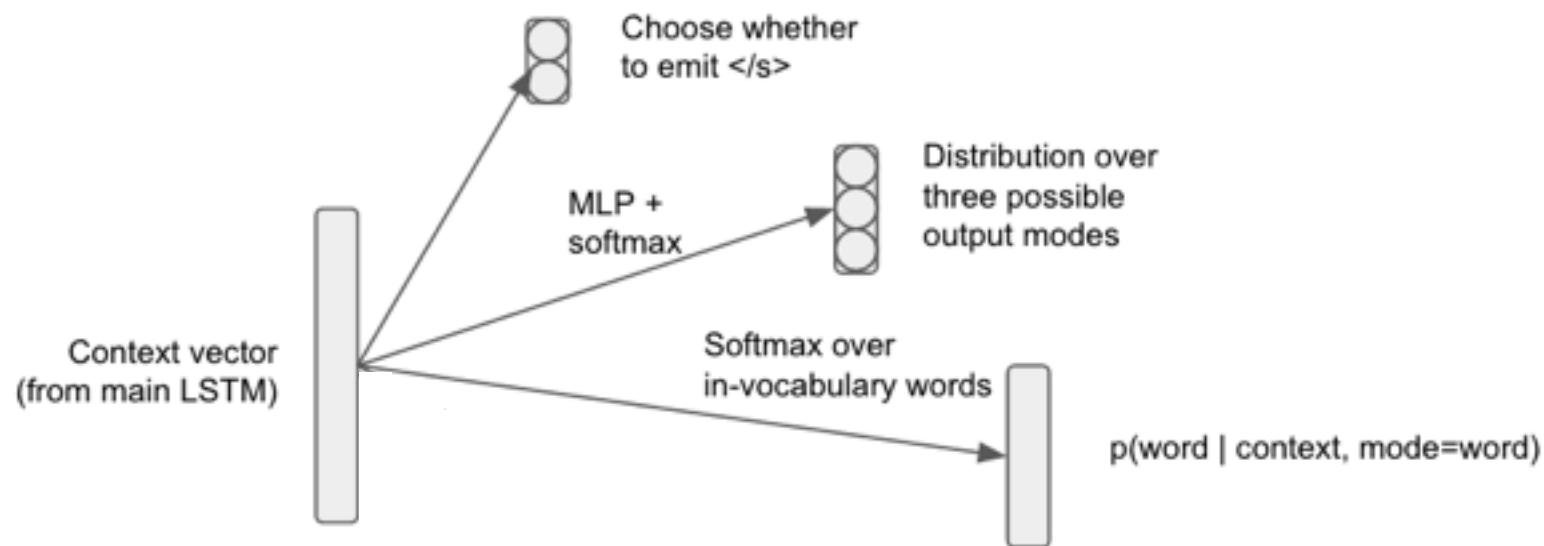 Choose whether
to emit </s>
Distribution over
three possible
output modes
MLP +
softmax
Context vector
(from main LSTM)
Softmax over
in-vocabulary words
p(word | context, mode=word)